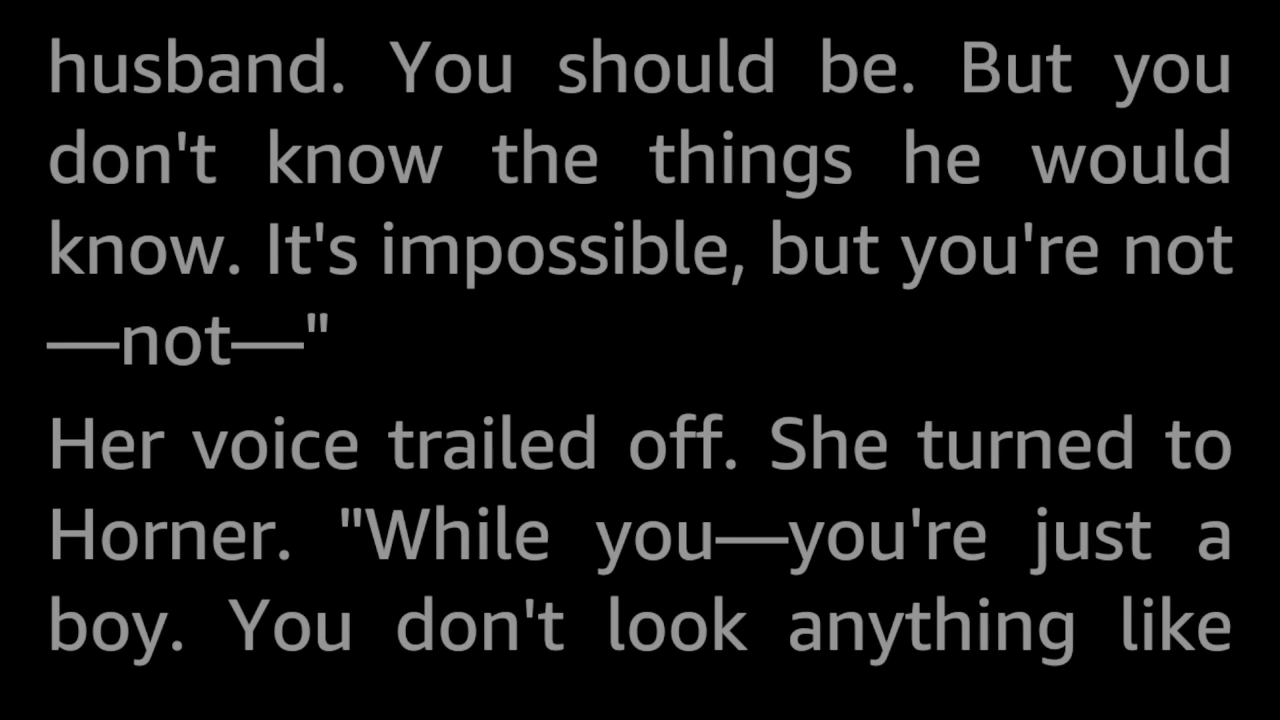 husband. You should be. But you
don't know the things he would
know. It's impossible, but you're not
—not—"
Her voice trailed off. She turned to
Horner. "While you—you're just a
boy. You don't look anything like